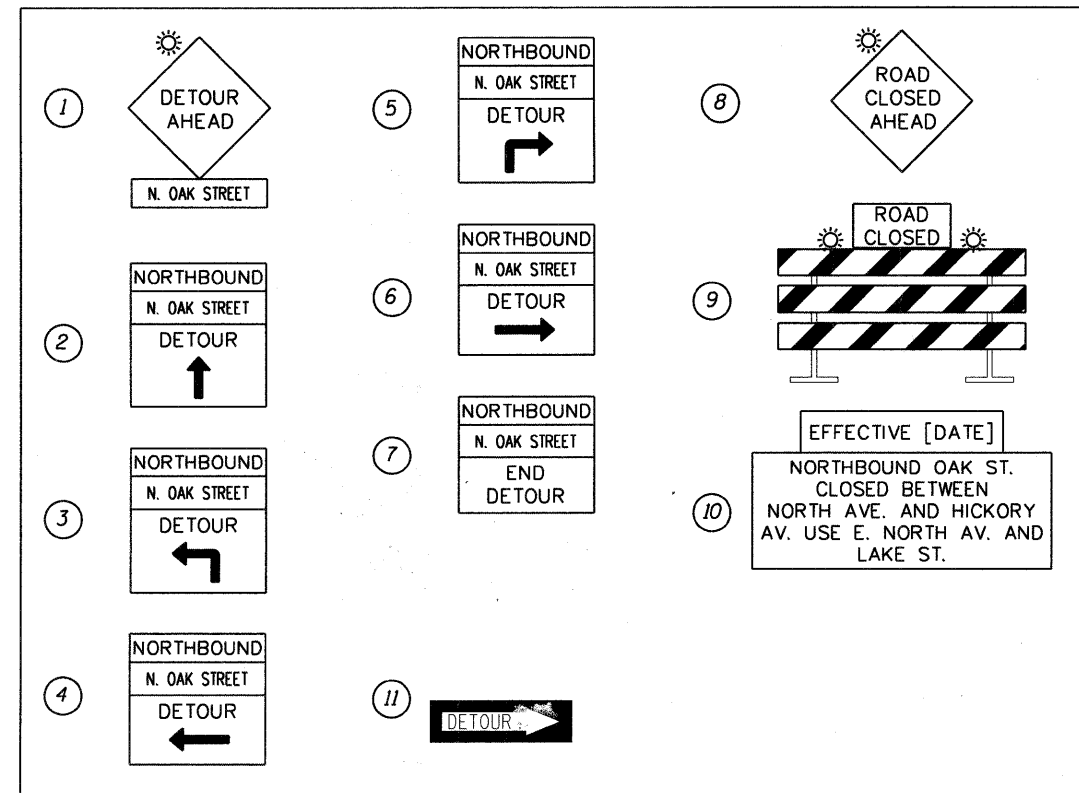 1
DETOUR
AHEAD
N. OAK STREET
2
NORTHBOUND
N. OAK STREET
DETOUR
3
NORTHBOUND
N. OAK STREET
DETOUR
4
NORTHBOUND
N. OAK STREET
DETOUR
5
NORTHBOUND
N. OAK STREET
DETOUR
6
NORTHBOUND
N. OAK STREET
DETOUR
7
NORTHBOUND
N. OAK STREET
END
DETOUR
11
DETOUR
8
ROAD
CLOSED
AHEAD
9
ROAD
CLOSED
10
EFFECTIVE [DATE]
NORTHBOUND OAK ST.
CLOSED BETWEEN
NORTH AVE. AND HICKORY
AV. USE E. NORTH AV. AND
LAKE ST.